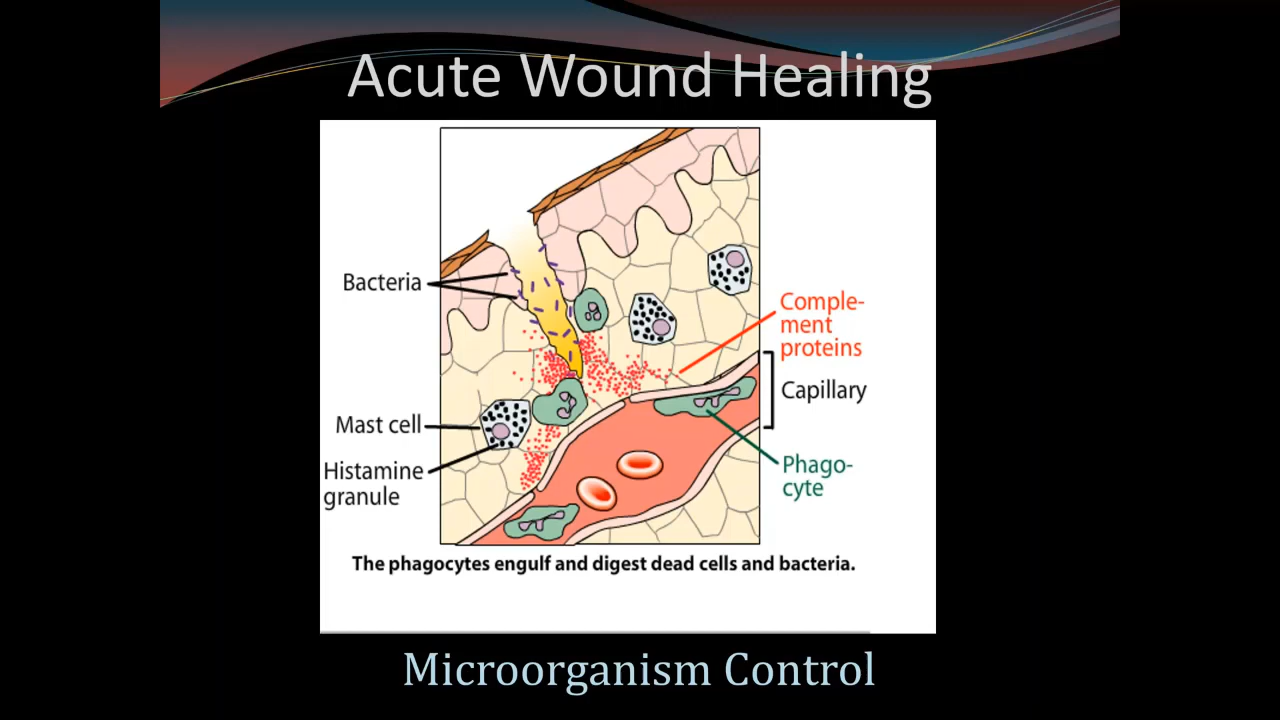 Acute Wound Healing
Bacteria
Comple-
ment
proteins
Capillary
Mast cell
Histamine
granule
Phago-
cyte
The phagocytes engulf and digest dead cells and bacteria.
Microorganism Control